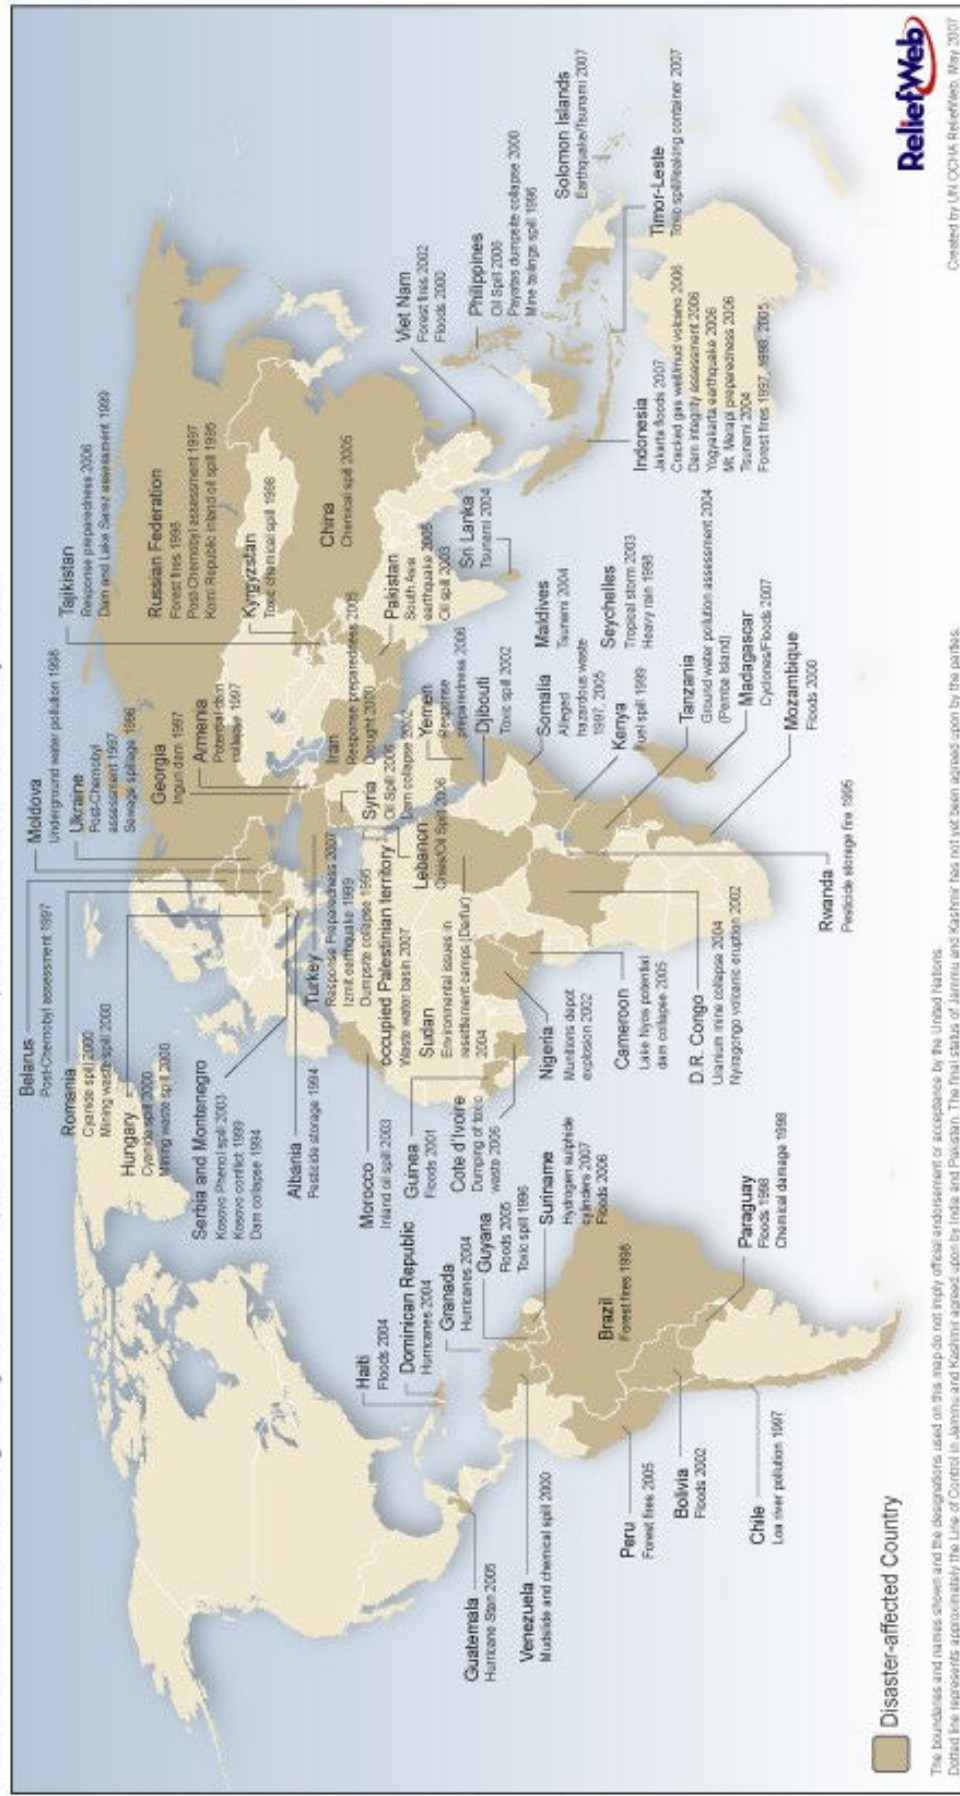 Belarus
Post-Chernobyl assessment 1997
Moldova
Underground water pollution 1998
Ukraine
Post-Chernobyl
assessment 1997
Sewage spillage 1996
Tajikistan
Response preparedness 2006
Dam and Lake Sarez assessment 1999
Romania
Cyanide spill 2000
Mining waste spill 2000
Hungary
Cyanide spill 2000
Mining waste spill 2000
Georgia
Inguri dam 1997
Armenia
Potential dam
collapse 1997
Russian Federation
Forest fires 1998
Post-Chernobyl assessment 1997
Komi Republic inland oil spill 1995
Kyrgyzstan
Toxic chemical spill 1998
China
Chemical spill 2005
Serbia and Montenegro
Kosovo Phenol spill 2003
Kosovo conflict 1999
Dam collapse 1994
Albania
Pesticide storage 1994
Turkey
Response Preparedness 2007
Izmit earthquake 1999
Dumpsite collapse 1995
Iran
Response preparedness 2005
Drought 2000
Syria
Oil Spill 2005
Dam collapse 2002
Pakistan
South Asia
earthquake 2005
Oil spill 2003
Viet Nam
Forest fires 2002
Floods 2000
Philippines
Oil Spill 2006
Payatas dumpsite collapse 2000
Mine tailings spill 1996
Solomon Islands
Earthquake/Tsunami 2007
Timor-Leste
Toxic spill/leaking container 2007
Morocco
Inland oil spill 2003
occupied Palestinian territory
Waste water basin 2007
Lebanon
Crisis/Oil Spill 2006
Yemen
Response
preparedness 2006
Sri Lanka
Tsunami 2004
Haiti
Floods 2004
Dominican Republic
Hurricanes 2004
Granada
Hurricanes 2004
Guinea
Floods 2001
Sudan
Environmental issues in
resettlement camps (Darfur)
2004
Djibouti
Toxic spill 2002
Maldives
Tsunami 2004
Cote d'Ivoire
Dumping of toxic
waste 2006
Guyana
Floods 2005
Toxic spill 1996
Suriname
Hydrogen sulphide
cylinders 2007
Floods 2006
Nigeria
Munitions depot
explosion 2002
Somalia
Alleged
hazardous waste
1997, 2005
Seychelles
Tropical storm 2003
Heavy rain 1998
Indonesia
Jakarta floods 2007
Cracked gas well/mud volcano 2006
Dam integrity assessment 2006
Yogyakarta earthquake 2006
Mt. Merapi preparedness 2006
Tsunami 2004
Forest fires 1997, 1998, 2005
Guatemala
Hurricane Stan 2005
Venezuela
Mudslide and chemical spill 2000
Cameroon
Lake Nyos potential
dam collapse 2005
Kenya
Fuel spill 1999
Brazil
Forest fires 1998
Peru
Forest fires 2005
Bolivia
Floods 2002
D.R. Congo
Uranium mine collapse 2004
Nyiragongo volcanic eruption 2002
Tanzania
Ground water pollution assessment 2004
(Pemba Island)
Madagascar
Cyclones/Floods 2007
Mozambique
Floods 2000
Paraguay
Floods 1998
Chemical damage 1998
Chile
Loa river pollution 1997
Rwanda
Pesticide storage fire 1995
Disaster-affected Country
ReliefWeb
The boundaries and names shown and the designations used on this map do not imply official endorsement or acceptance by the United Nations.
Dotted line represents approximately the Line of Control in Jammu and Kashmir agreed upon by India and Pakistan. The final status of Jammu and Kashmir has not yet been agreed upon by the parties.
Created by UN OCHA ReliefWeb, May 2007